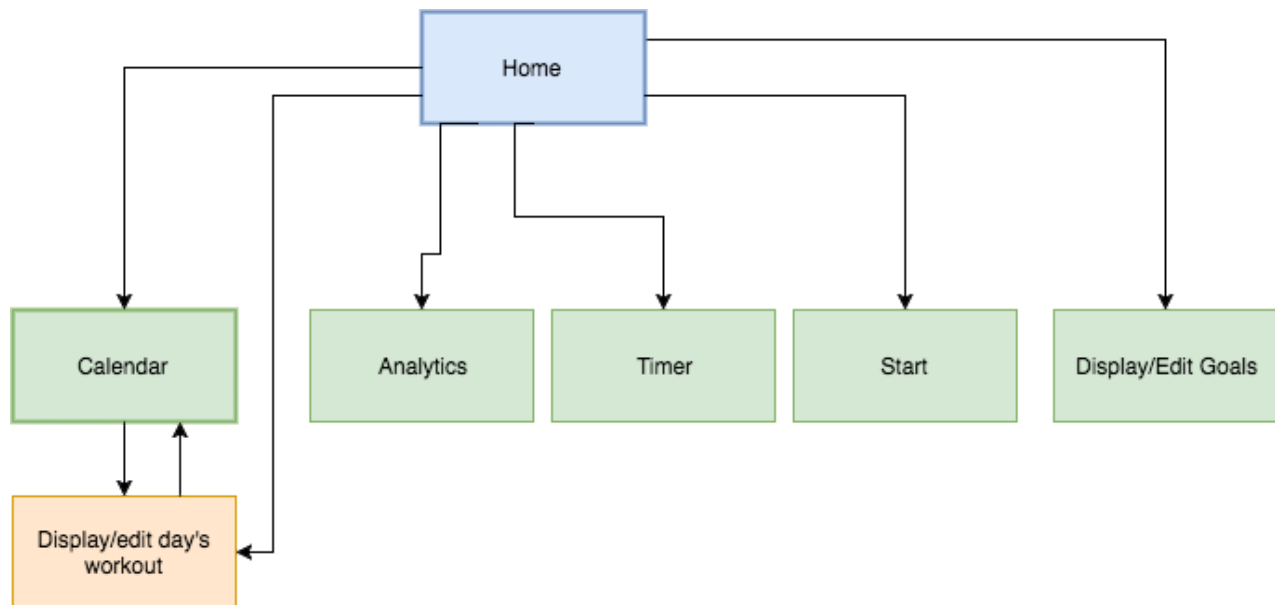 Home
Calendar
Analytics
Timer
Start
Display/Edit Goals
Display/edit day's
workout